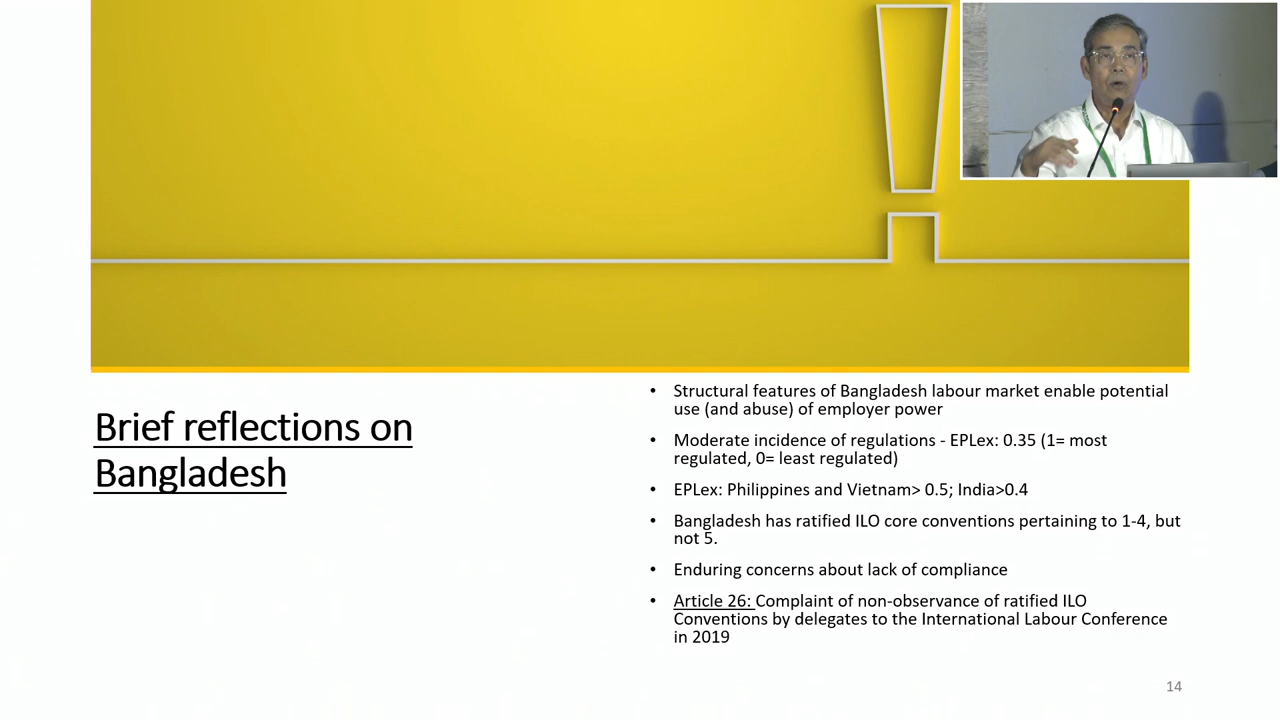 Brief reflections on
Bangladesh
• Structural features of Bangladesh labour market enable potential
use (and abuse) of employer power
• Moderate incidence of regulations - EPLex: 0.35 (1= most
regulated, 0= least regulated)
• EPLex: Philippines and Vietnam> 0.5; India>0.4
• Bangladesh has ratified ILO core conventions pertaining to 1-4, but
not 5.
• Enduring concerns about lack of compliance
• Article 26: Complaint of non-observance of ratified ILO
Conventions by delegates to the International Labour Conference
in 2019
14